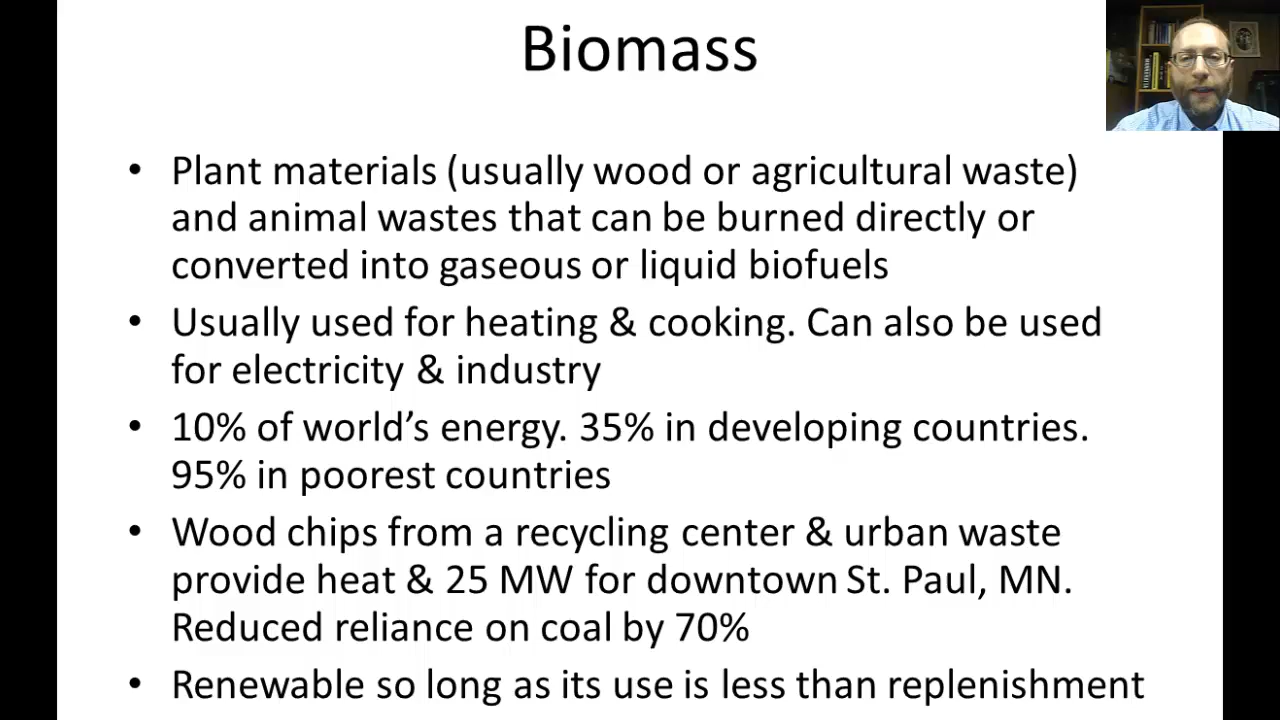 Biomass
• Plant materials (usually wood or agricultural waste)
and animal wastes that can be burned directly or
converted into gaseous or liquid biofuels
• Usually used for heating & cooking. Can also be used
for electricity & industry
• 10% of world’s energy. 35% in developing countries.
95% in poorest countries
• Wood chips from a recycling center & urban waste
provide heat & 25 MW for downtown St. Paul, MN.
Reduced reliance on coal by 70%
• Renewable so long as its use is less than replenishment